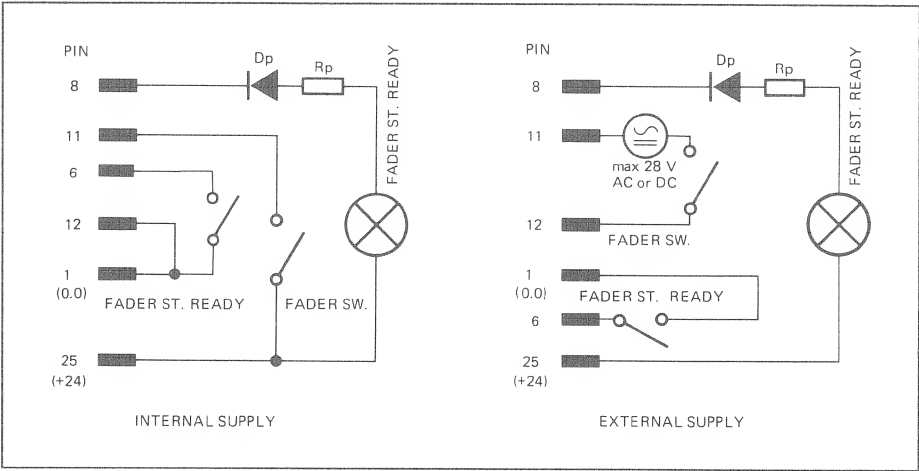 PIN
8
Dp
Rp
FADER ST. READY
11
6
12
1
(0.0)
FADER ST. READY
FADER SW.
25
(+24)
INTERNAL SUPPLY
PIN
8
Dp
Rp
FADER ST. READY
11
max 28 V
AC or DC
12
FADER SW.
1
(0.0)
FADER ST. READY
6
25
(+24)
EXTERNAL SUPPLY